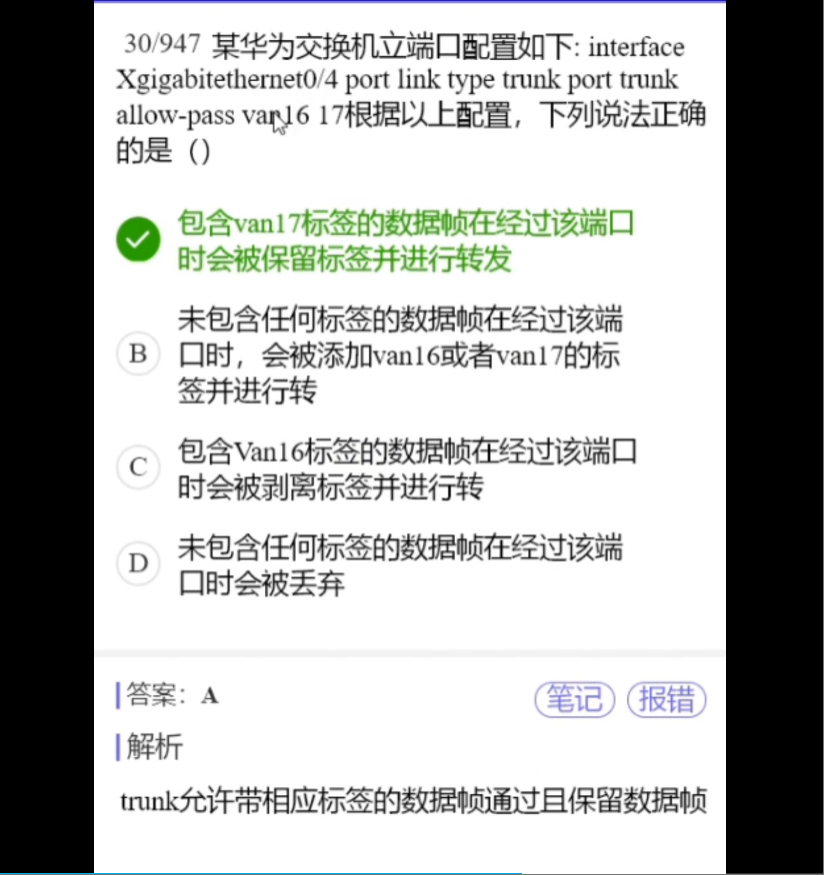 30/947 某华为交换机立端口配置如下: interface
Xgigabitethernet0/4 port link type trunk port trunk
allow-pass van16 17根据以上配置，下列说法正确
的是（）
包含van17标签的数据帧在经过该端口
时会被保留标签并进行转发
B
未包含任何标签的数据帧在经过该端
口时，会被添加van16或者van17的标
签并进行转
C
包含Van16标签的数据帧在经过该端口
时会被剥离标签并进行转
D
未包含任何标签的数据帧在经过该端
口时会被丢弃
答案：A
笔记 报错
解析
trunk允许带相应标签的数据帧通过且保留数据帧